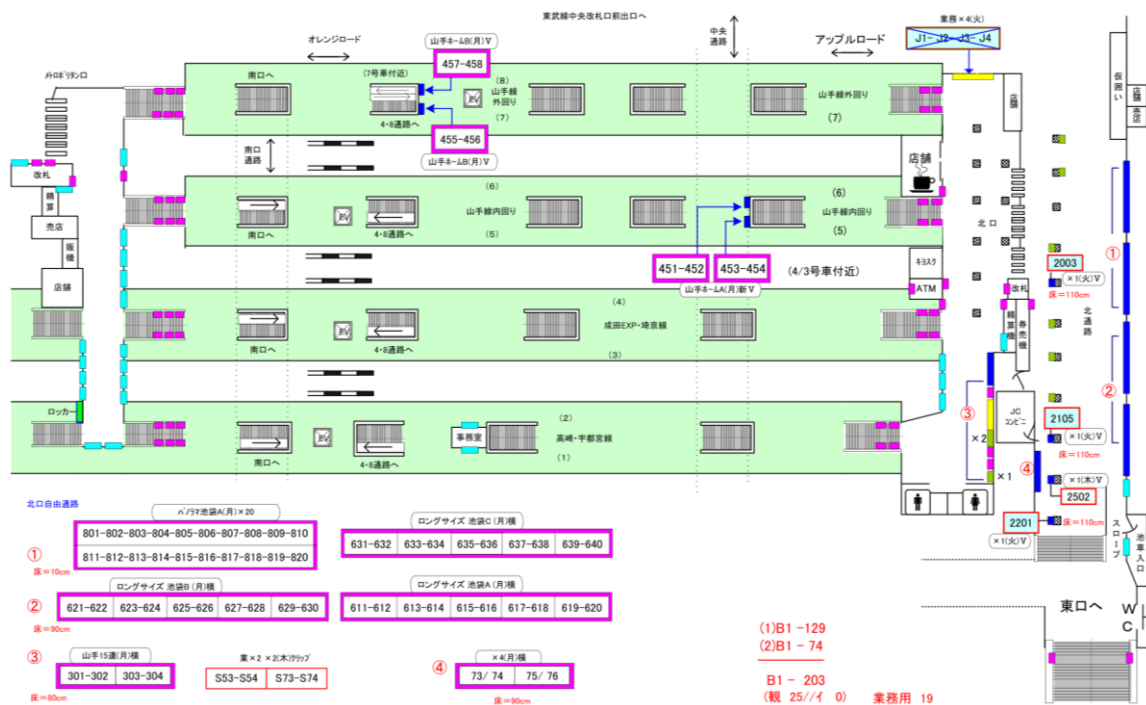 東武線中央改札口前出口へ
業務×4(火)
J1- J2- J3- J4
オレンジロード
山手ホームB(月)V
457-458
中央
通路
アップルロード
ﾒﾄﾛﾎﾟﾘﾀﾝ口
南口へ
(7号車付近)
(8)
山手線
外回り
(7)
EV
4・8通路へ
山手線外回り
(7)
店舗
仮囲い
店舗
売店
455-456
山手ホームB(月)V
南口
通路
改札
精算
売店
販機
店舗
店舗
(6)
山手線内回り
(5)
(6)
山手線内回り
(5)
EV
南口へ
4・8通路へ
北口
451-452
453-454
(4/3号車付近)
山手ホームA(月)新V
キヨスク
ATM
改札
精算機
券売機
2003
×1(火)V
床=110cm
①
北通路
(4)
成田EXP・埼京線
(3)
EV
南口へ
4・8通路へ
②
ロッカー
(2)
高崎・宇都宮線
(1)
EV
事務室
南口へ
4・8通路へ
③
×2
×1
JC
コンビニ
④
2105
×1(火)V
床=110cm
×1(木)V
2502
2201
×1(火)V
床=110cm
スロープ
池車入口
東口へ
WC
北口自由通路
パノラマ池袋A(月)×20
①
801-802-803-804-805-806-807-808-809-810
811-812-813-814-815-816-817-818-819-820
床=10cm
ロングサイズ 池袋C(月)横
631-632 633-634 635-636 637-638 639-640
ロングサイズ 池袋B(月)横
②
621-622 623-624 625-626 627-628 629-630
床=90cm
ロングサイズ 池袋A(月)横
611-612 613-614 615-616 617-618 619-620
山手15連(月)横
③
301-302 303-304
床=80cm
業×2 ×2(木)クリップ
S53-S54 S73-S74
×4(月)横
④
73/ 74 75/ 76
床=90cm
(1)B1 -129
(2)B1 - 74
B1 - 203
(観 25//イ 0) 業務用 19